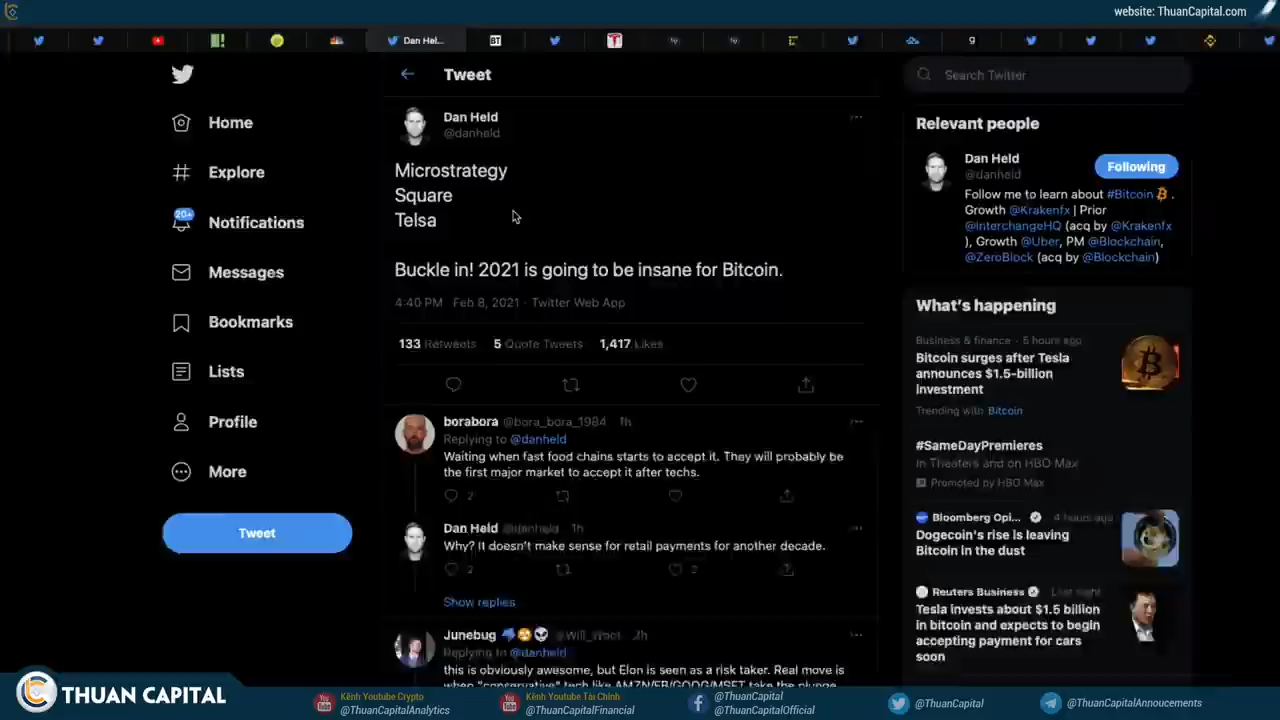 website: ThuanCapital.com
Dan Hel...
Tweet
Search Twitter
Home
Explore
20+
Notifications
Messages
Bookmarks
Lists
Profile
More
Tweet
Dan Held
@danheld
Microstrategy
Square
Telsa
Buckle in! 2021 is going to be insane for Bitcoin.
4:40 PM · Feb 8, 2021 · Twitter Web App
133 Retweets 5 Quote Tweets 1,417 Likes
borabora @bora_bora_1984 · 1h
Replying to @danheld
Waiting when fast food chains starts to accept it. They will probably be
the first major market to accept it after techs.
2
Dan Held @danheld · 1h
Why? It doesn't make sense for retail payments for another decade.
2 2
Show replies
Junebug @Will_Woot · 2h
Replying to @danheld
this is obviously awesome, but Elon is seen as a risk taker. Real move is
when "conservative" tech like AMZN/FB/GOOG/MSFT take the plunge
Relevant people
Dan Held
@danheld
Following
Follow me to learn about #Bitcoin .
Growth @Krakenfx | Prior
@InterchangeHQ (acq by @Krakenfx
), Growth @Uber, PM @Blockchain,
@ZeroBlock (acq by @Blockchain)
What's happening
Business & finance · 5 hours ago
Bitcoin surges after Tesla
announces $1.5-billion
investment
Trending with Bitcoin
#SameDayPremieres
In Theaters and on HBO Max
Promoted by HBO Max
Bloomberg Opi... · 4 hours ago
Dogecoin's rise is leaving
Bitcoin in the dust
Reuters Business · Last night
Tesla invests about $1.5 billion
in bitcoin and expects to begin
accepting payment for cars
soon
THUAN CAPITAL
Kênh Youtube Crypto
@ThuanCapitalAnalytics
Kênh Youtube Tài Chính
@ThuanCapitalFinancial
@ThuanCapital
@ThuanCapitalOfficial
@ThuanCapital
@ThuanCapitalAnnoucements